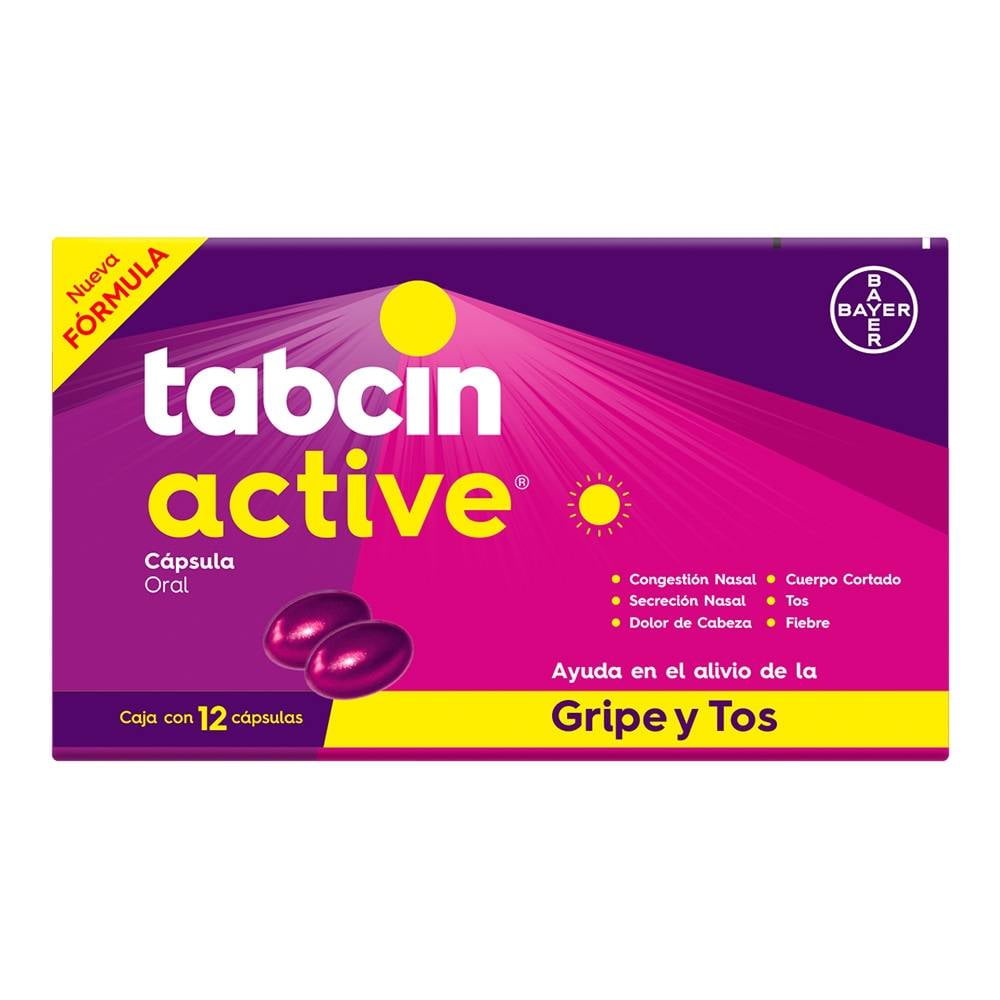 Nueva
FÓRMULA
BAYER
BAYER
tabcin
active®
Cápsula
Oral
• Congestión Nasal • Cuerpo Cortado
• Secreción Nasal • Tos
• Dolor de Cabeza • Fiebre
Ayuda en el alivio de la
Caja con 12 cápsulas
Gripe y Tos